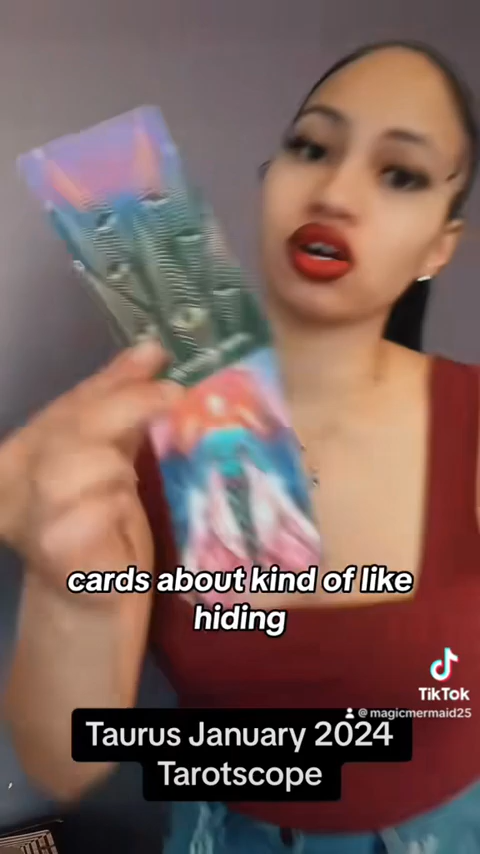 cards about kind of like
hiding
TikTok
@magicmermaid25
Taurus January 2024
Tarotscope